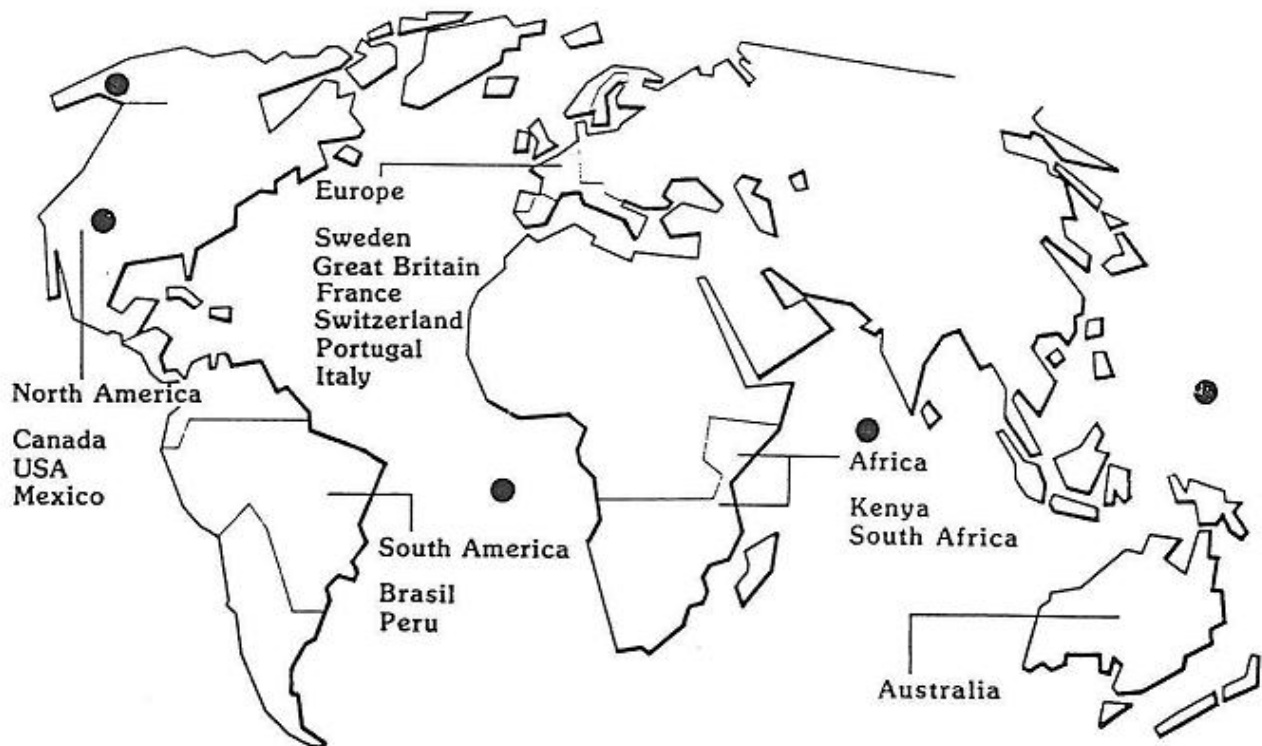 Europe
Sweden
Great Britain
France
Switzerland
Portugal
Italy
North America
Canada
USA
Mexico
South America
Brasil
Peru
Africa
Kenya
South Africa
Australia